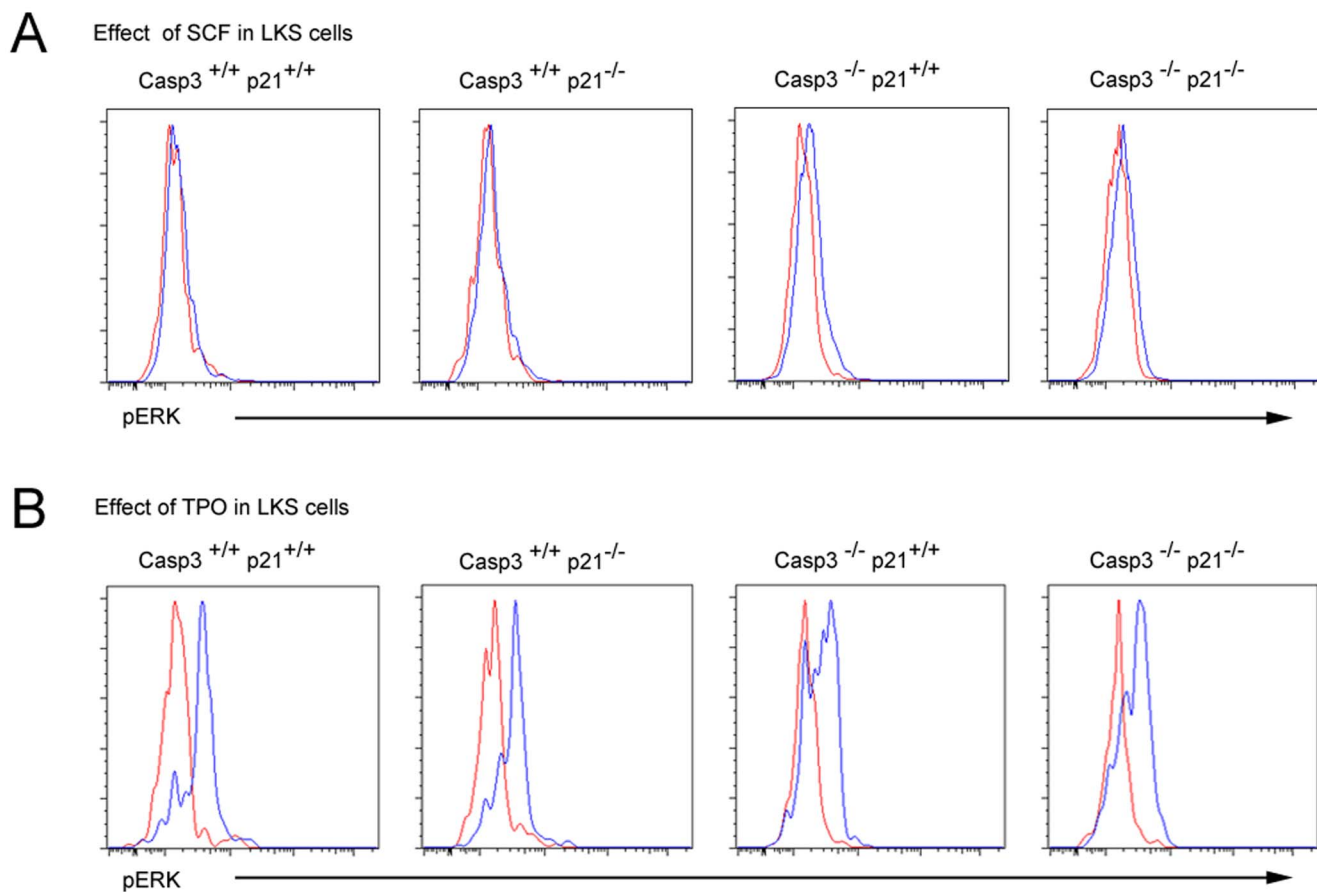 A
Effect of SCF in LKS cells
Casp3 +/+ p21 +/+
Casp3 +/+ p21 -/-
Casp3 -/- p21 +/+
Casp3 -/- p21 -/-
pERK
B
Effect of TPO in LKS cells
Casp3 +/+ p21 +/+
Casp3 +/+ p21 -/-
Casp3 -/- p21 +/+
Casp3 -/- p21 -/-
pERK